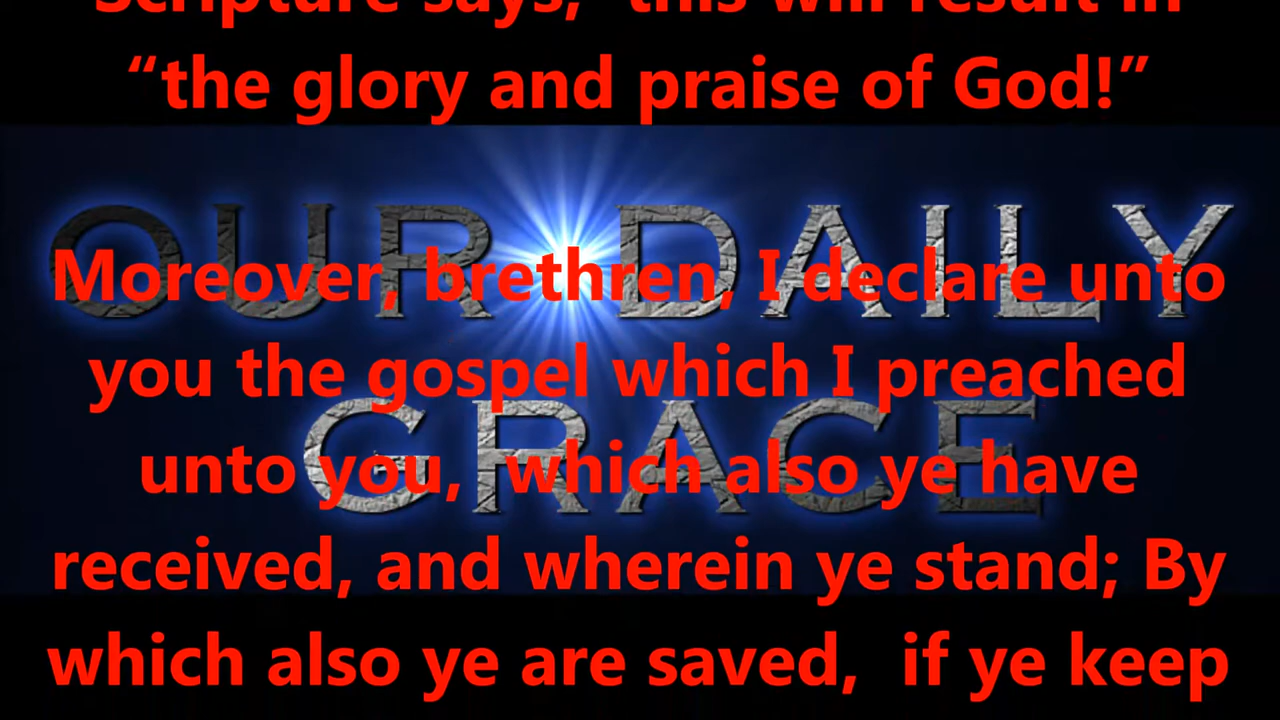 Scripture says, this will result in
“the glory and praise of God!”
OUR DAILY
Moreover, brethren, I declare unto
you the gospel which I preached
GRACE
unto you, which also ye have
received, and wherein ye stand; By
which also ye are saved, if ye keep